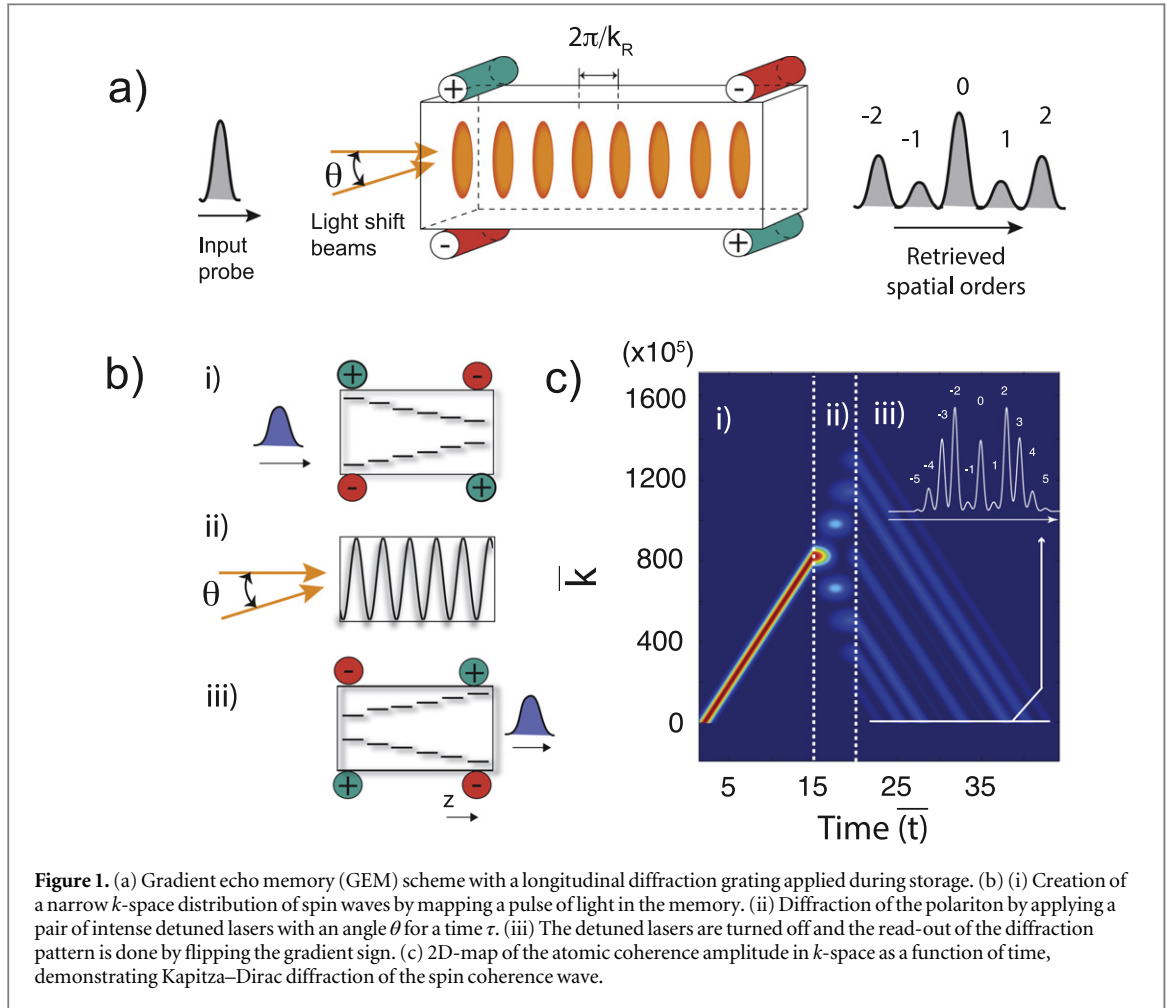 a)
2π/kR
+
-
-
+
θ
Light shift
beams
Input
probe
-2
-1
0
1
2
Retrieved
spatial orders
b)
i)
+
-
-
+
ii)
θ
iii)
-
+
+
-
z
c)
(x10⁵)
1600
1200
800
400
0
k̅
i)
ii)
iii)
-5
-4
-3
-2
-1
0
1
2
3
4
5
5
15
25
35
Time (t̅)
Figure 1. (a) Gradient echo memory (GEM) scheme with a longitudinal diffraction grating applied during storage. (b) (i) Creation of
a narrow k-space distribution of spin waves by mapping a pulse of light in the memory. (ii) Diffraction of the polariton by applying a
pair of intense detuned lasers with an angle θ for a time τ. (iii) The detuned lasers are turned off and the read-out of the diffraction
pattern is done by flipping the gradient sign. (c) 2D-map of the atomic coherence amplitude in k-space as a function of time,
demonstrating Kapitza–Dirac diffraction of the spin coherence wave.